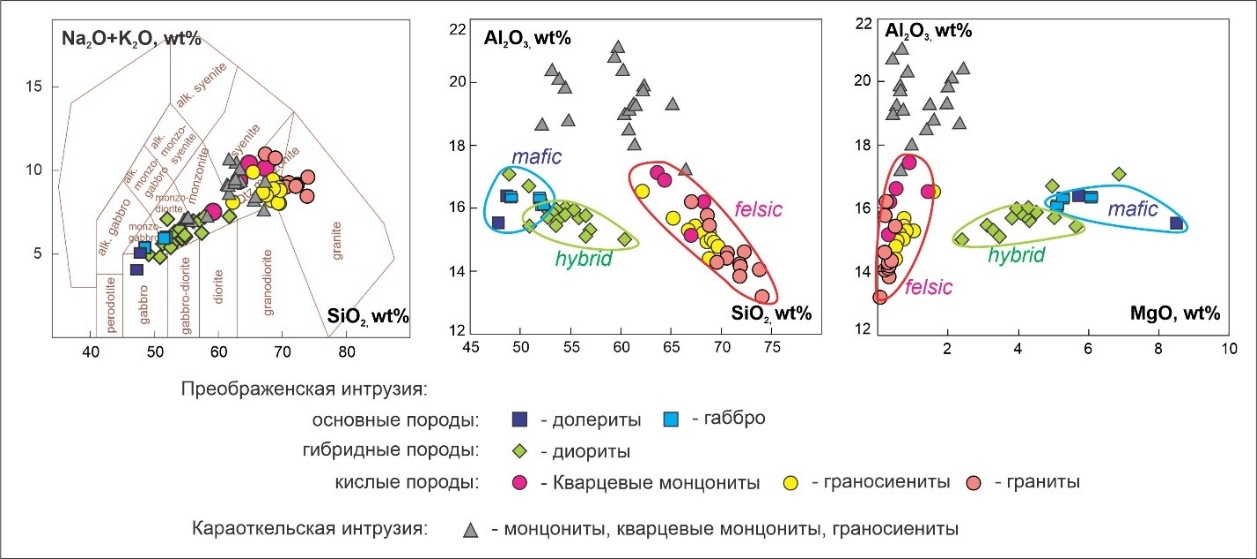 Na₂O+K₂O, wt%
15
10
5
40
50
60
70
80
SiO₂, wt%
alk. syenite
alk.
monzo-
syenite
alk.
monzo-
gabbro
alk. gabbro
syenite
monzonite
monzo-
diorite
monzo-
gabbro
perodotite
gabbro
gabbro-diorite
diorite
granodiorite
granite
Al₂O₃, wt%
22
20
18
16
14
12
45
50
55
60
65
70
75
SiO₂, wt%
mafic
hybrid
felsic
Al₂O₃, wt%
22
20
18
16
14
12
2
4
6
8
10
MgO, wt%
mafic
hybrid
felsic
Преображенская интрузия:
основные породы: - долериты - габбро
гибридные породы: - диориты
кислые породы: - Кварцевые монцониты - граносиениты - граниты
Караоткельская интрузия: - монцониты, кварцевые монцониты, граносиениты